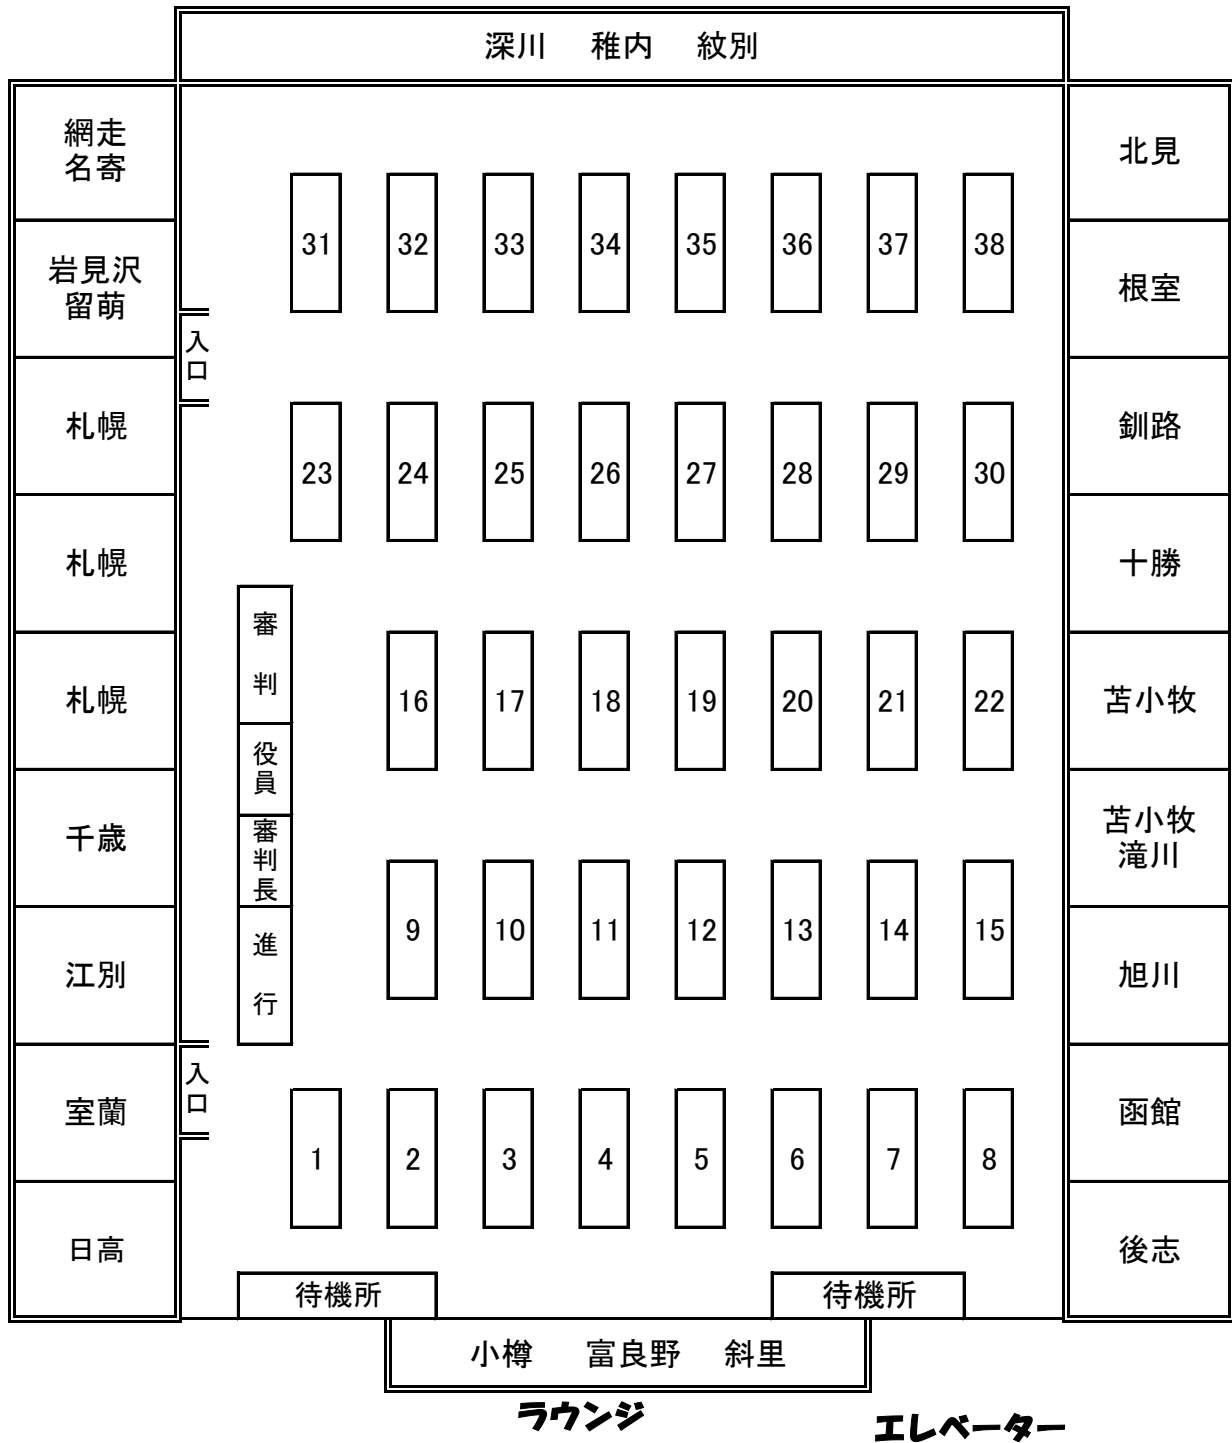 深川 稚内 紋別
網走
名寄
北見
31 32 33 34 35 36 37 38
岩見沢
留萌
根室
入口
札幌
釧路
23 24 25 26 27 28 29 30
札幌
十勝
審判
札幌
16 17 18 19 20 21 22
苫小牧
役員
千歳
審判長
苫小牧
滝川
9 10 11 12 13 14 15
進行
江別
旭川
入口
室蘭
函館
1 2 3 4 5 6 7 8
日高
後志
待機所 待機所
小樽 富良野 斜里
ラウンジ
エレベーター